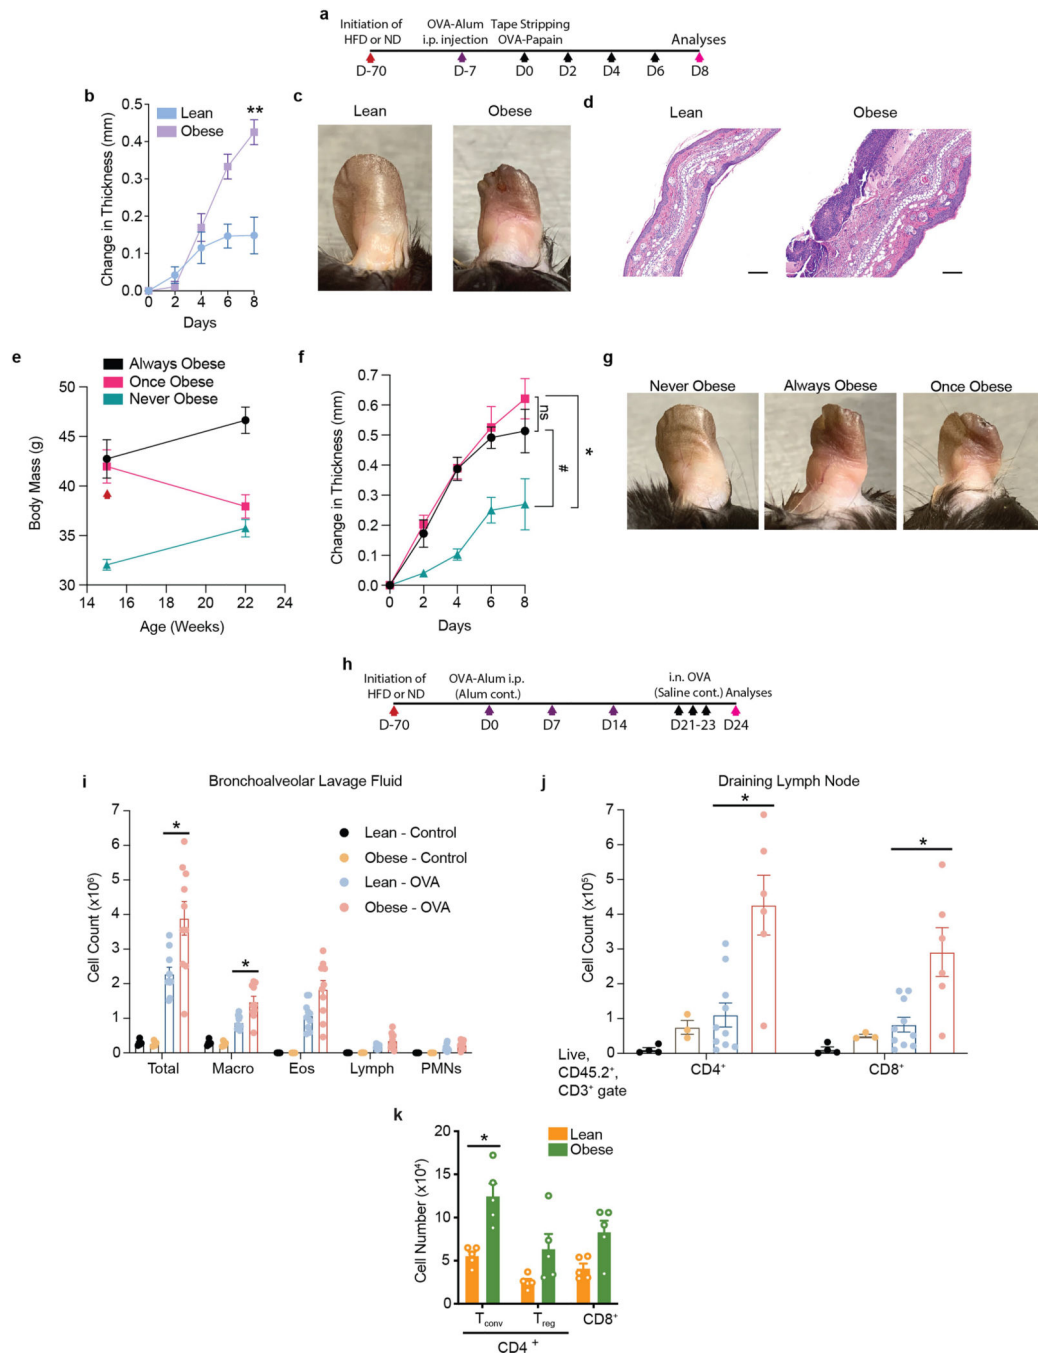 a
Initiation of HFD or ND
OVA-Alum i.p. injection
Tape Stripping OVA-Papain
Analyses
D-70
D-7
D0
D2
D4
D6
D8
b
Lean
Obese
**
Change in Thickness (mm)
0.5
0.4
0.3
0.2
0.1
0.0
0 2 4 6 8
Days
c
Lean
Obese
d
Lean
Obese
e
Always Obese
Once Obese
Never Obese
Body Mass (g)
50
45
40
35
30
14 16 18 20 22 24
Age (Weeks)
f
Change in Thickness (mm)
0.7
0.6
0.5
0.4
0.3
0.2
0.1
0.0
0 2 4 6 8
Days
ns
#
*
g
Never Obese
Always Obese
Once Obese
h
Initiation of HFD or ND
OVA-Alum i.p. (Alum cont.)
i.n. OVA (Saline cont.)
Analyses
D-70
D0
D7
D14
D21-23
D24
i
Bronchoalveolar Lavage Fluid
Cell Count (x10⁶)
7
6
5
4
3
2
1
0
*
*
Lean - Control
Obese - Control
Lean - OVA
Obese - OVA
Total Macro Eos Lymph PMNs
j
Draining Lymph Node
Cell Count (x10⁵)
7
6
5
4
3
2
1
0
*
*
Live, CD45.2⁺, CD3⁺ gate
CD4⁺
CD8⁺
k
Lean
Obese
Cell Number (x10⁴)
20
15
10
5
0
*
Tconv Treg CD8⁺
CD4 ⁺